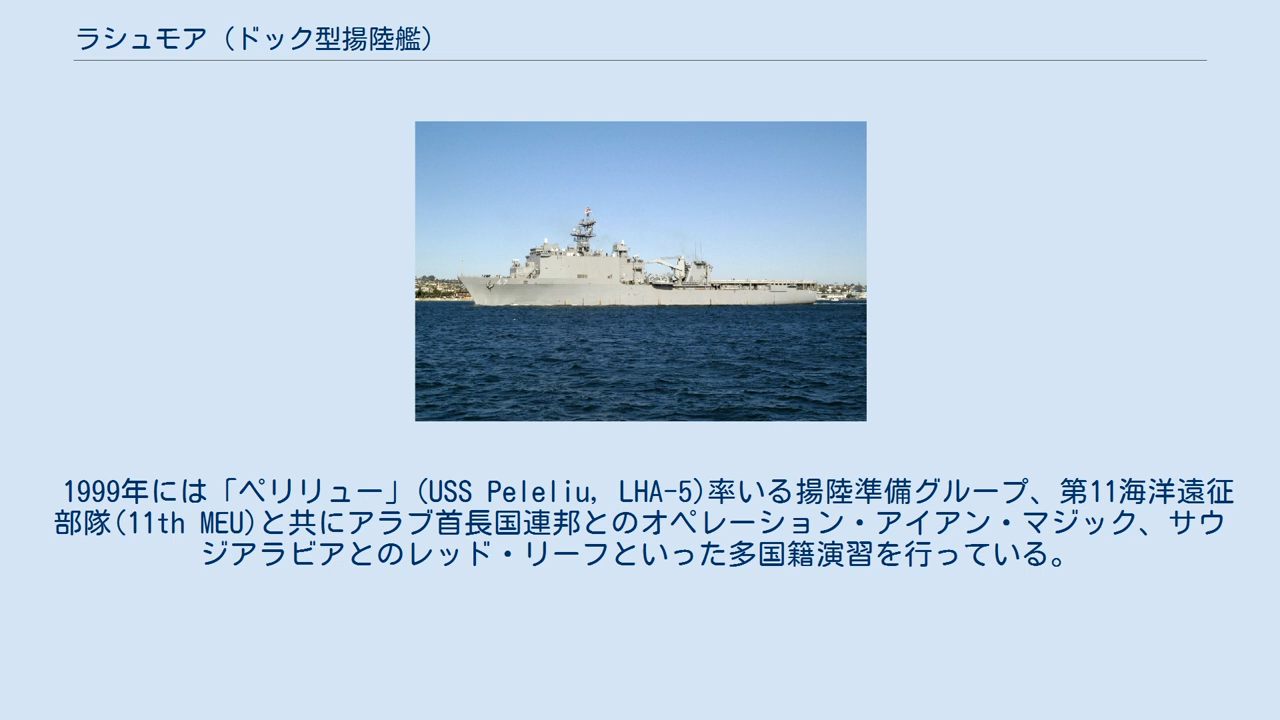 ラシュモア（ドック型揚陸艦）
1999年には「ペリリュー」(USS Peleliu, LHA-5)率いる揚陸準備グループ、第11海洋遠征
部隊(11th MEU)と共にアラブ首長国連邦とのオペレーション・アイアン・マジック、サウ
ジアラビアとのレッド・リーフといった多国籍演習を行っている。